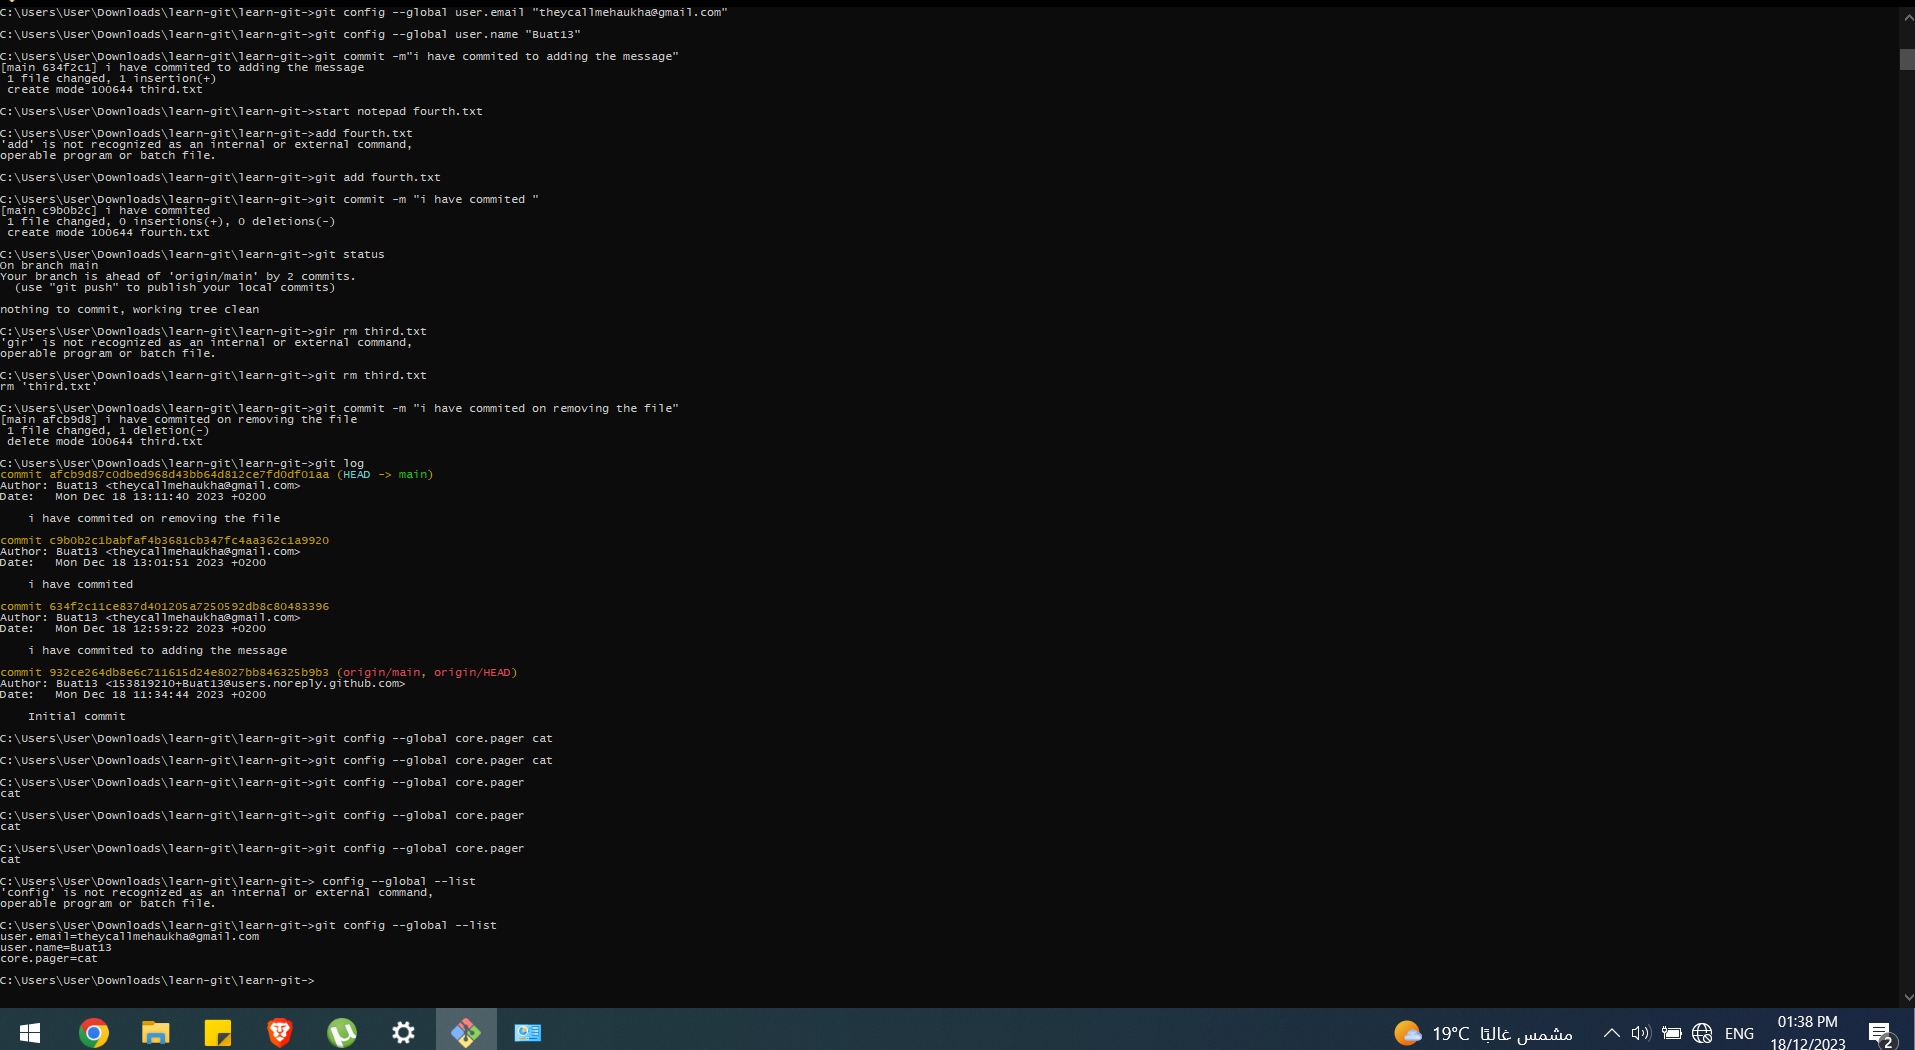 C:\Users\User\Downloads\learn-git\learn-git->git config --global user.email "theycallmehaukha@gmail.com"
C:\Users\User\Downloads\learn-git\learn-git->git config --global user.name "Buat13"
C:\Users\User\Downloads\learn-git\learn-git->git commit -m"i have commited to adding the message"
[main 634f2c1] i have commited to adding the message
1 file changed, 1 insertion(+)
create mode 100644 third.txt
C:\Users\User\Downloads\learn-git\learn-git->start notepad fourth.txt
C:\Users\User\Downloads\learn-git\learn-git->add fourth.txt
'add' is not recognized as an internal or external command,
operable program or batch file.
C:\Users\User\Downloads\learn-git\learn-git->git add fourth.txt
C:\Users\User\Downloads\learn-git\learn-git->git commit -m "i have commited "
[main c9b0b2c] i have commited
1 file changed, 0 insertions(+), 0 deletions(-)
create mode 100644 fourth.txt
C:\Users\User\Downloads\learn-git\learn-git->git status
On branch main
Your branch is ahead of 'origin/main' by 2 commits.
(use "git push" to publish your local commits)
nothing to commit, working tree clean
C:\Users\User\Downloads\learn-git\learn-git->gir rm third.txt
'gir' is not recognized as an internal or external command,
operable program or batch file.
C:\Users\User\Downloads\learn-git\learn-git->git rm third.txt
rm 'third.txt'
C:\Users\User\Downloads\learn-git\learn-git->git commit -m "i have commited on removing the file"
[main afcb9d8] i have commited on removing the file
1 file changed, 1 deletion(-)
delete mode 100644 third.txt
C:\Users\User\Downloads\learn-git\learn-git->git log
commit afcb9d87c0dbed968d43bb64d812ce7fd0df01aa (HEAD -> main)
Author: Buat13 <theycallmehaukha@gmail.com>
Date:   Mon Dec 18 13:11:40 2023 +0200
i have commited on removing the file
commit c9b0b2c1babfaf4b3681cb347fc4aa362c1a9920
Author: Buat13 <theycallmehaukha@gmail.com>
Date:   Mon Dec 18 13:01:51 2023 +0200
i have commited
commit 634f2c11ce837d401205a7250592db8c80483396
Author: Buat13 <theycallmehaukha@gmail.com>
Date:   Mon Dec 18 12:59:22 2023 +0200
i have commited to adding the message
commit 932ce264db8e6c711615d24e8027bb846325b9b3 (origin/main, origin/HEAD)
Author: Buat13 <153819210+Buat13@users.noreply.github.com>
Date:   Mon Dec 18 11:34:44 2023 +0200
Initial commit
C:\Users\User\Downloads\learn-git\learn-git->git config --global core.pager cat
C:\Users\User\Downloads\learn-git\learn-git->git config --global core.pager cat
C:\Users\User\Downloads\learn-git\learn-git->git config --global core.pager
cat
C:\Users\User\Downloads\learn-git\learn-git->git config --global core.pager
cat
C:\Users\User\Downloads\learn-git\learn-git->git config --global core.pager
cat
C:\Users\User\Downloads\learn-git\learn-git-> config --global --list
'config' is not recognized as an internal or external command,
operable program or batch file.
C:\Users\User\Downloads\learn-git\learn-git->git config --global --list
user.email=theycallmehaukha@gmail.com
user.name=Buat13
core.pager=cat
C:\Users\User\Downloads\learn-git\learn-git->
19°C مشمس غالبًا
ENG
01:38 PM
18/12/2023
2